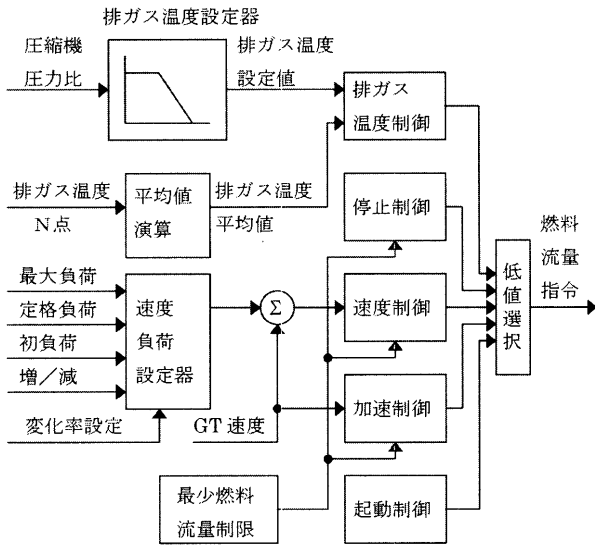 排ガス温度設定器
圧縮機
圧力比
排ガス温度
設定値
排ガス
温度制御
排ガス温度
N点
平均値
演算
排ガス温度
平均値
停止制御
燃料
流量
指令
低値選択
最大負荷
定格負荷
初負荷
増／減
変化率設定
速度
負荷
設定器
Σ
速度制御
GT速度
加速制御
最少燃料
流量制限
起動制御